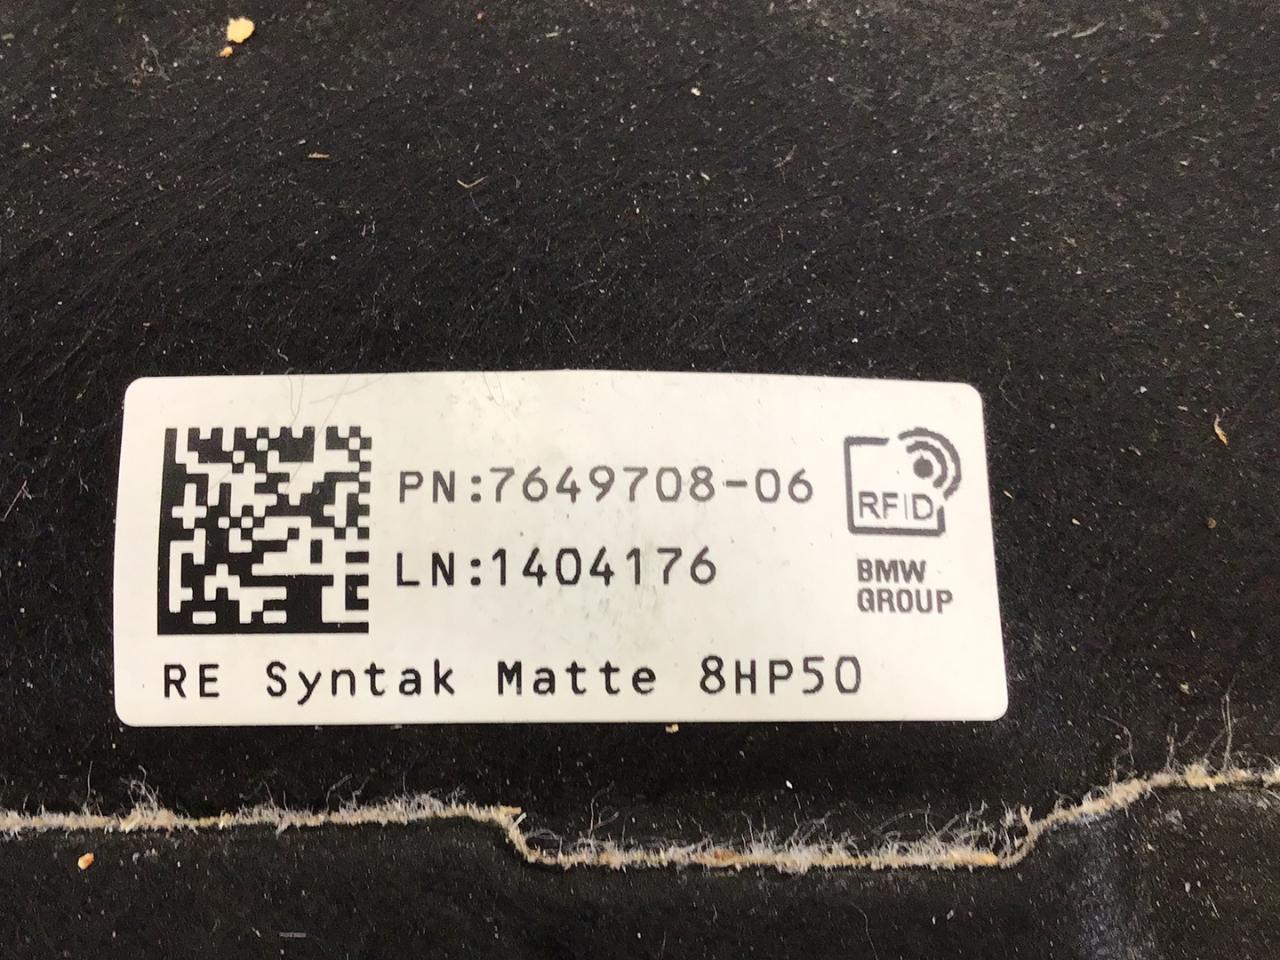 PN:7649708-06
LN:1404176
RFID
BMW
GROUP
RE Syntak Matte 8HP50